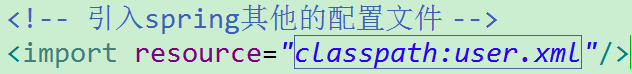 <!-- 引入spring其他的配置文件 -->
<import resource="classpath:user.xml"/>